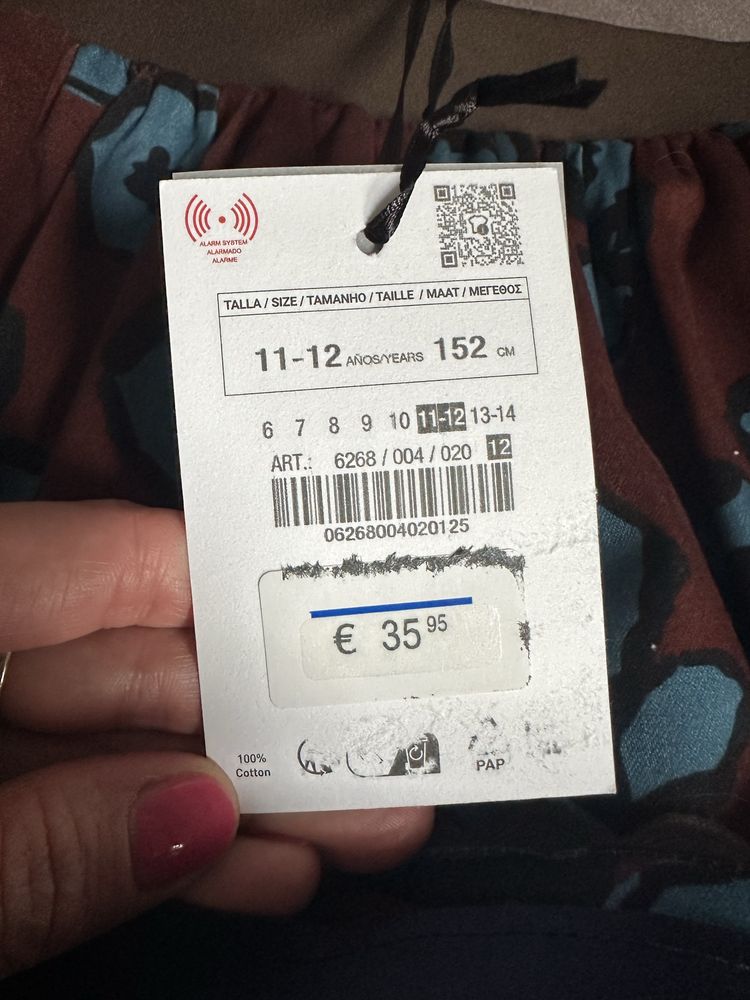 ALARM SYSTEM
ALARMADO
ALARME
TALLA / SIZE / TAMANHO / TAILLE / MAAT / ΜΕΓΕΘΟΣ
11-12 AÑOS/YEARS 152 CM
6 7 8 9 10 11-12 13-14
ART.: 6268 / 004 / 020 12
06268004020125
€ 35 95
100%
Cotton
PAP